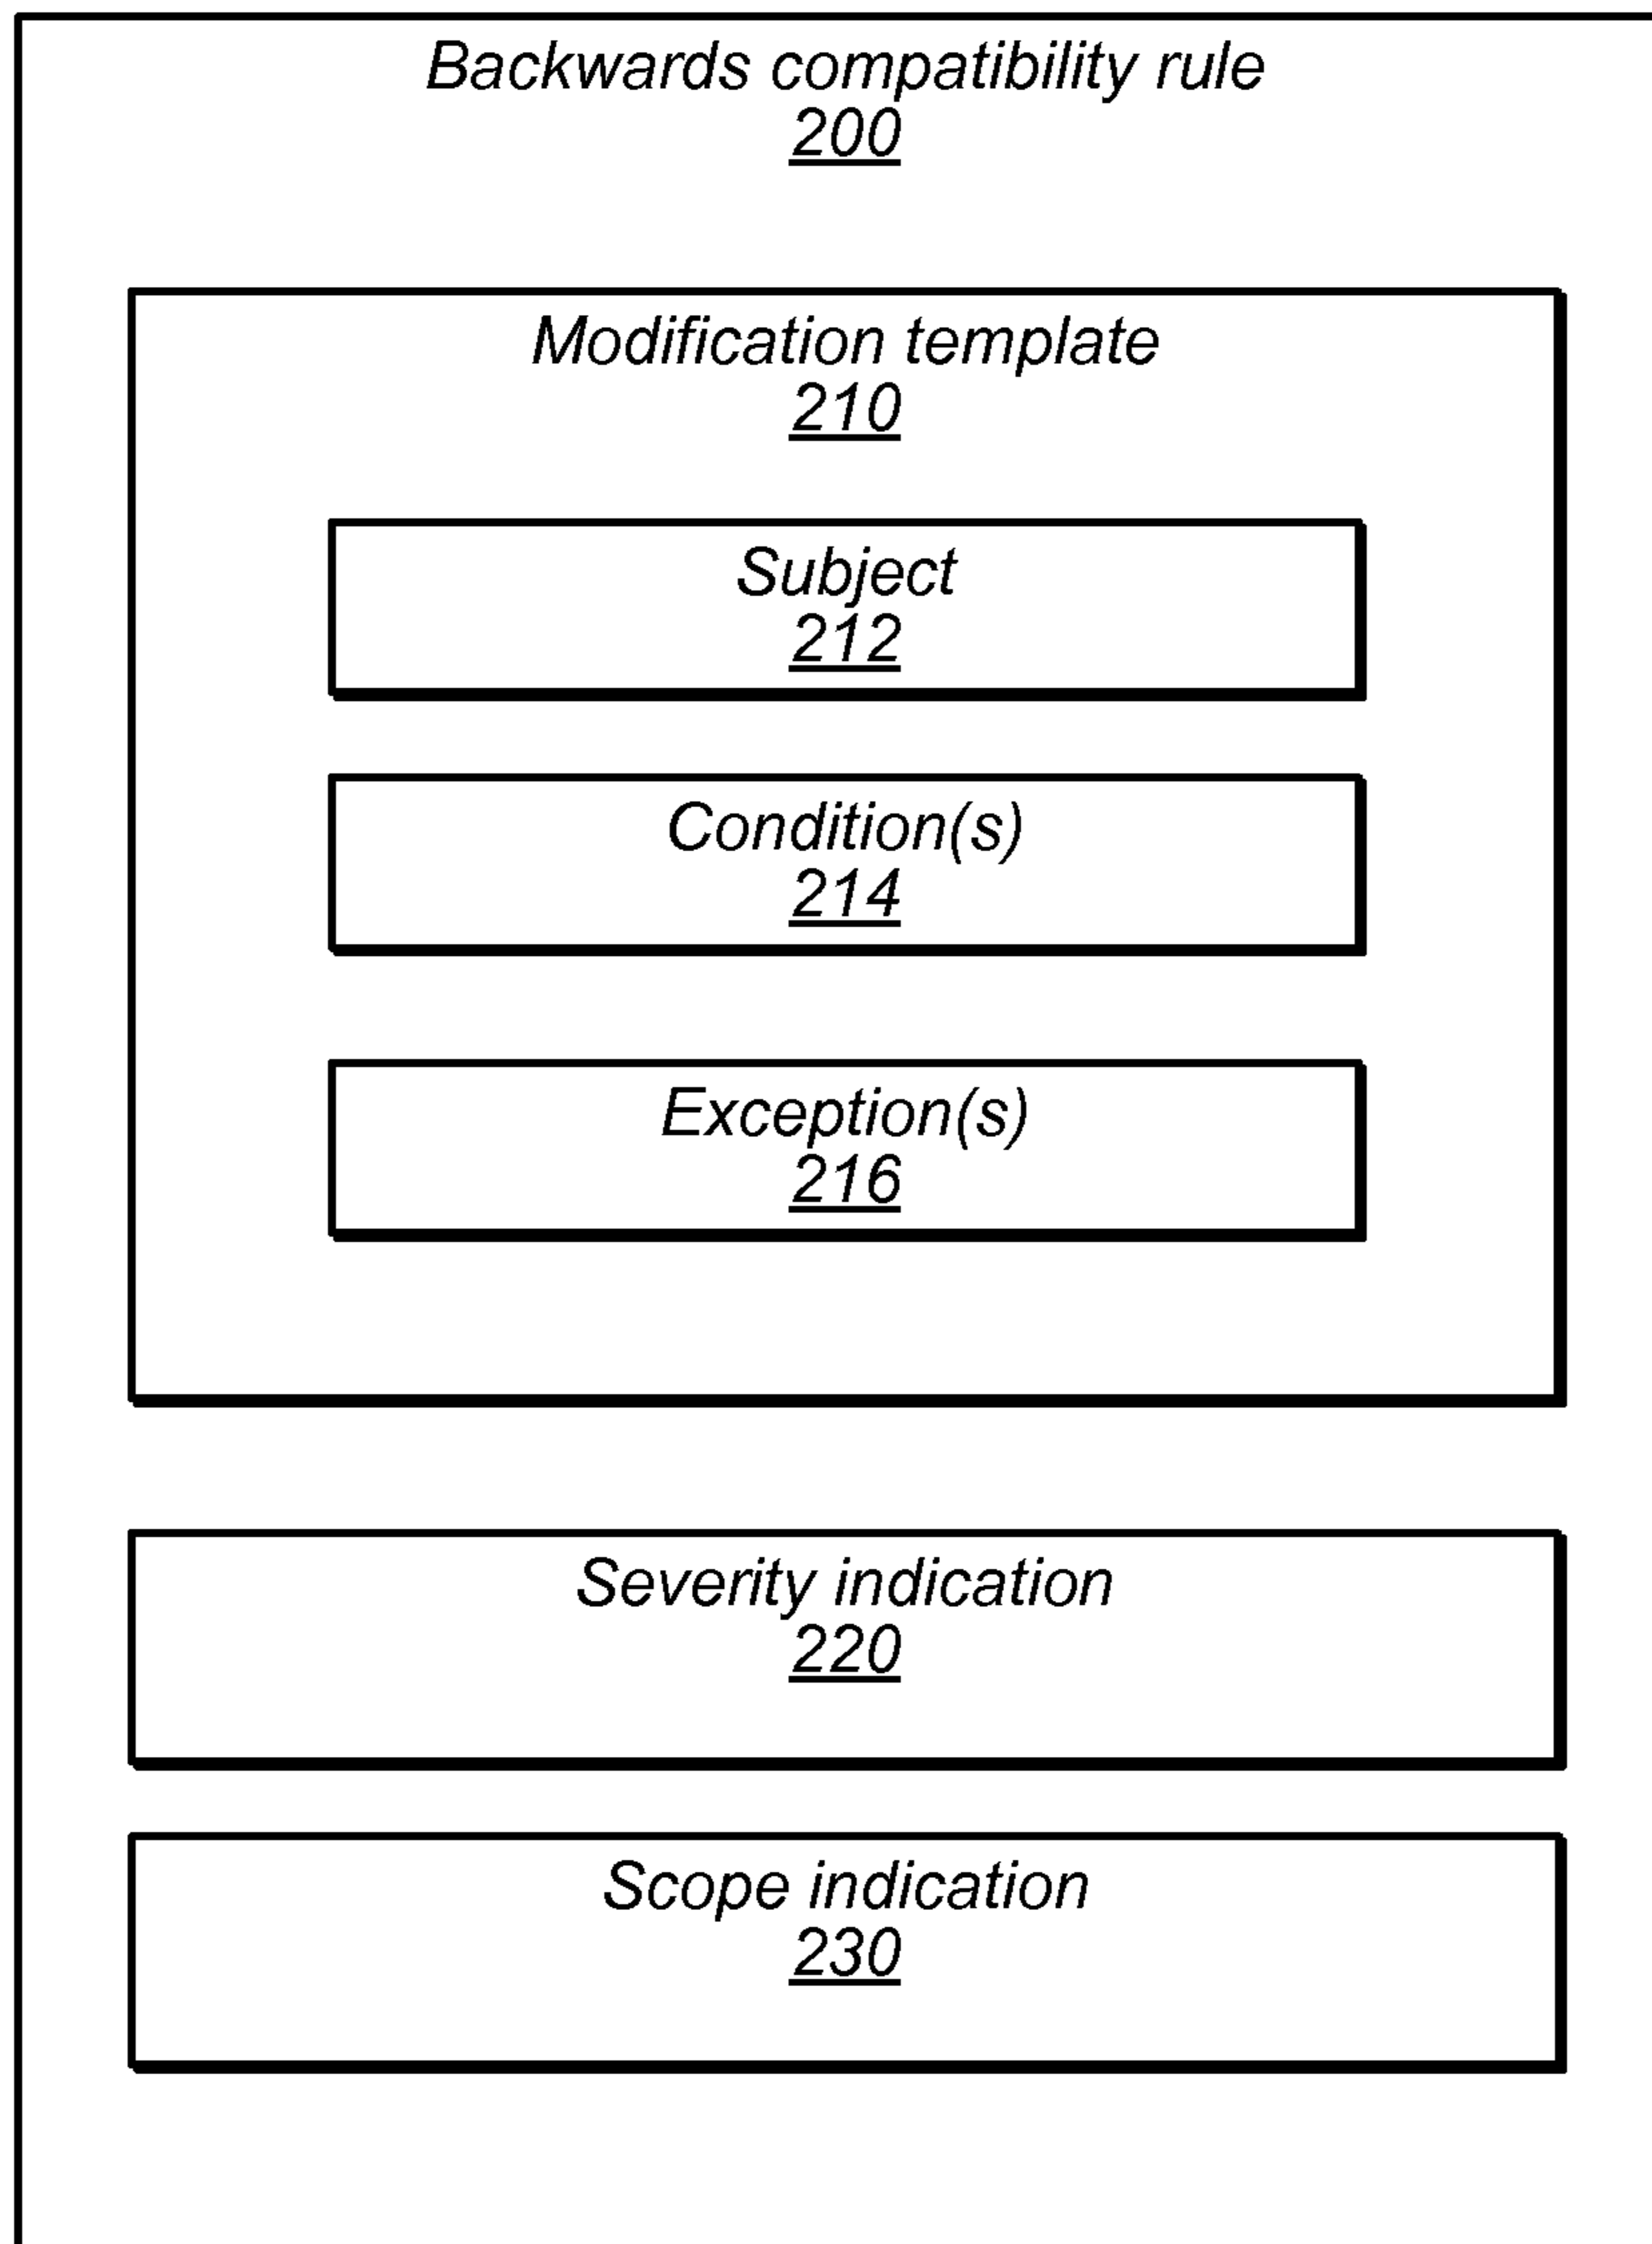 Backwards compatibility rule
200
Modification template
210
Subject
212
Condition(s)
214
Exception(s)
216
Severity indication
220
Scope indication
230